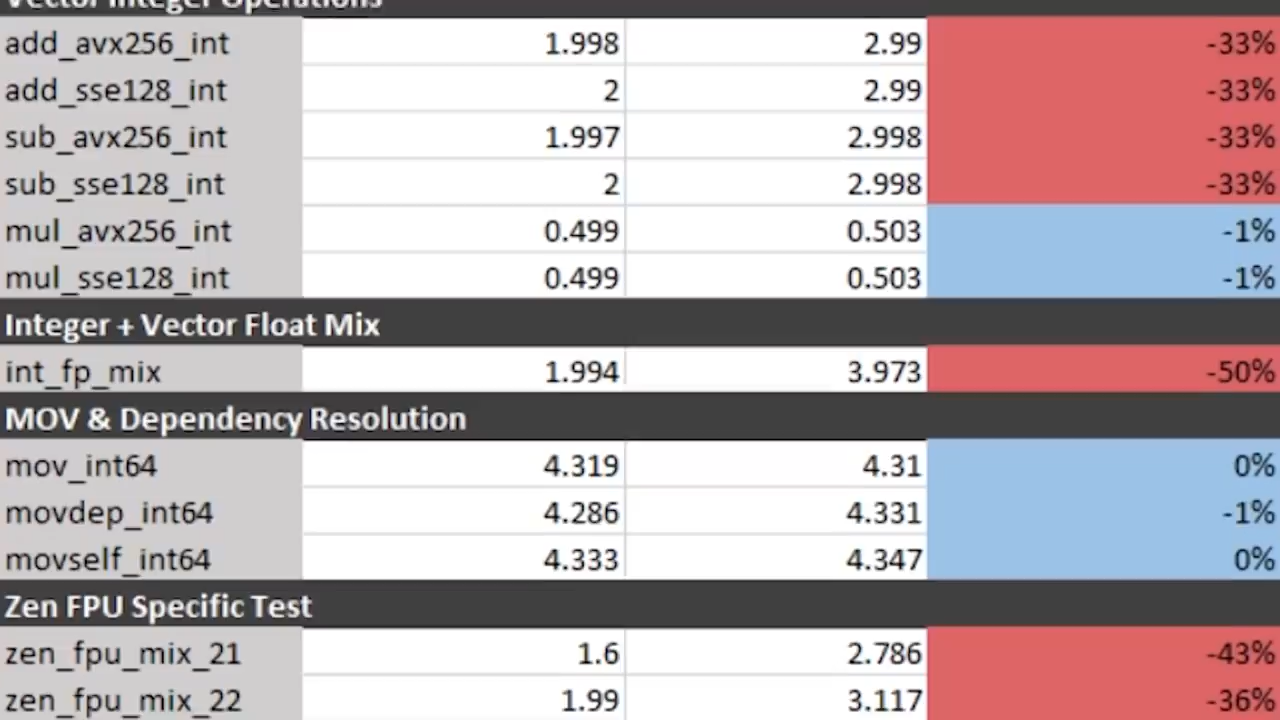 Vector Integer Operations
add_avx256_int 1.998 2.99 -33%
add_sse128_int 2 2.99 -33%
sub_avx256_int 1.997 2.998 -33%
sub_sse128_int 2 2.998 -33%
mul_avx256_int 0.499 0.503 -1%
mul_sse128_int 0.499 0.503 -1%
Integer + Vector Float Mix
int_fp_mix 1.994 3.973 -50%
MOV & Dependency Resolution
mov_int64 4.319 4.31 0%
movdep_int64 4.286 4.331 -1%
movself_int64 4.333 4.347 0%
Zen FPU Specific Test
zen_fpu_mix_21 1.6 2.786 -43%
zen_fpu_mix_22 1.99 3.117 -36%